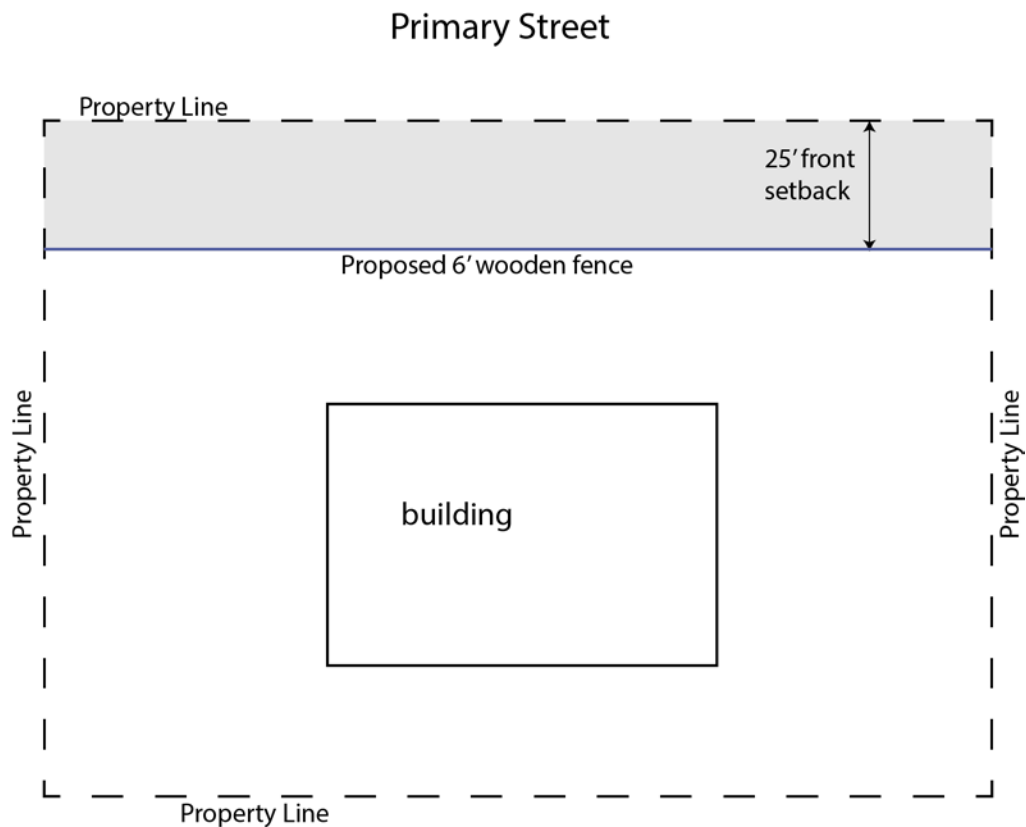 Primary Street
Property Line
25’ front
setback
Proposed 6’ wooden fence
Property Line
Property Line
building
Property Line